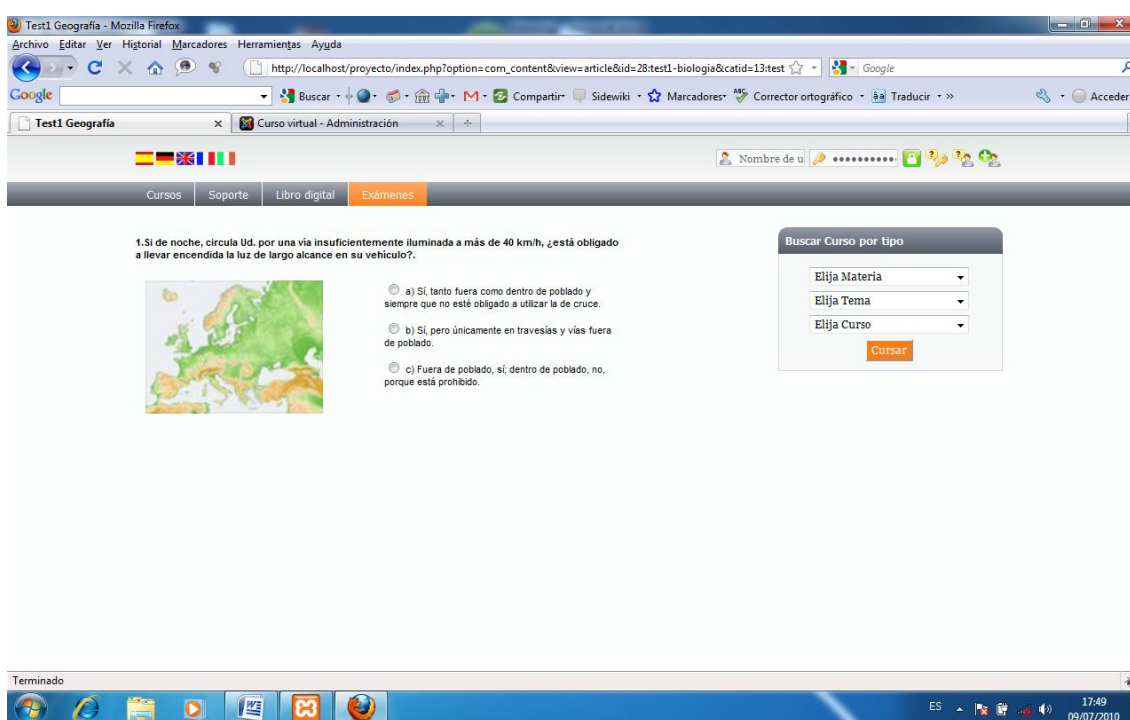 Test1 Geografía - Mozilla Firefox
Archivo Editar Ver Historial Marcadores Herramientas Ayuda
http://localhost/proyecto/index.php?option=com_content&view=article&id=28:test1-biologia&catid=13:test Google
Google Buscar Compartir Sidewiki Marcadores ABC Corrector ortográfico Traducir Acceder
Test1 Geografía Curso virtual - Administración
Nombre de u
Cursos Soporte Libro digital Exámenes
1.Si de noche, circula Ud. por una vía insuficientemente iluminada a más de 40 km/h, ¿está obligado
a llevar encendida la luz de largo alcance en su vehículo?.
a) Sí, tanto fuera como dentro de poblado y
siempre que no esté obligado a utilizar la de cruce.
b) Sí, pero únicamente en travesías y vías fuera
de poblado.
c) Fuera de poblado, sí; dentro de poblado, no,
porque está prohibido.
Buscar Curso por tipo
Elija Materia
Elija Tema
Elija Curso
Cursar
Terminado
ES
17:49
09/07/2010